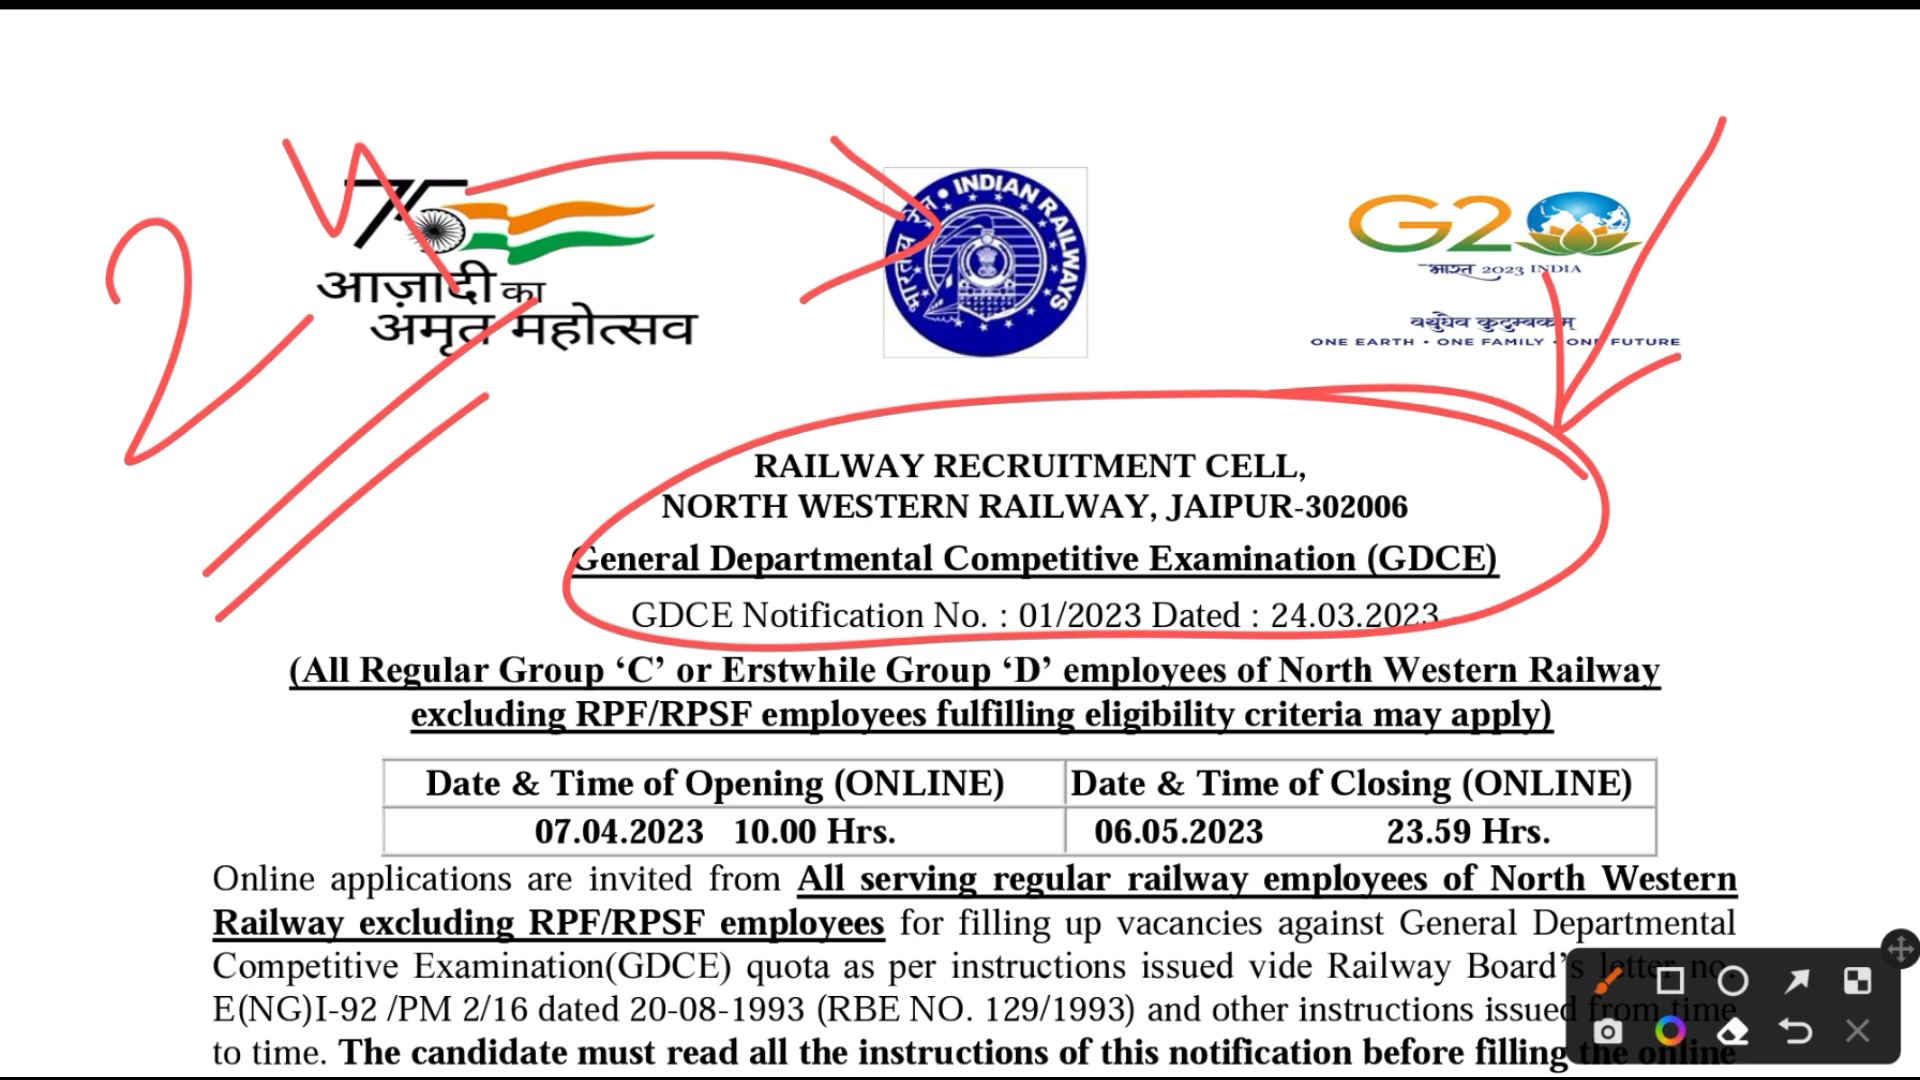 75
आज़ादी का
अमृत महोत्सव
INDIAN RAILWAYS
भारतीय रेल
G20
भारत 2023 INDIA
वसुधैव कुटुम्बकम्
ONE EARTH • ONE FAMILY • ONE FUTURE
RAILWAY RECRUITMENT CELL,
NORTH WESTERN RAILWAY, JAIPUR-302006
General Departmental Competitive Examination (GDCE)
GDCE Notification No. : 01/2023 Dated : 24.03.2023
(All Regular Group ‘C’ or Erstwhile Group ‘D’ employees of North Western Railway
excluding RPF/RPSF employees fulfilling eligibility criteria may apply)
Date & Time of Opening (ONLINE) Date & Time of Closing (ONLINE)
07.04.2023 10.00 Hrs. 06.05.2023 23.59 Hrs.
Online applications are invited from All serving regular railway employees of North Western
Railway excluding RPF/RPSF employees for filling up vacancies against General Departmental
Competitive Examination(GDCE) quota as per instructions issued vide Railway Board’s letter no.
E(NG)I-92 /PM 2/16 dated 20-08-1993 (RBE NO. 129/1993) and other instructions issued from time
to time. The candidate must read all the instructions of this notification before filling the online